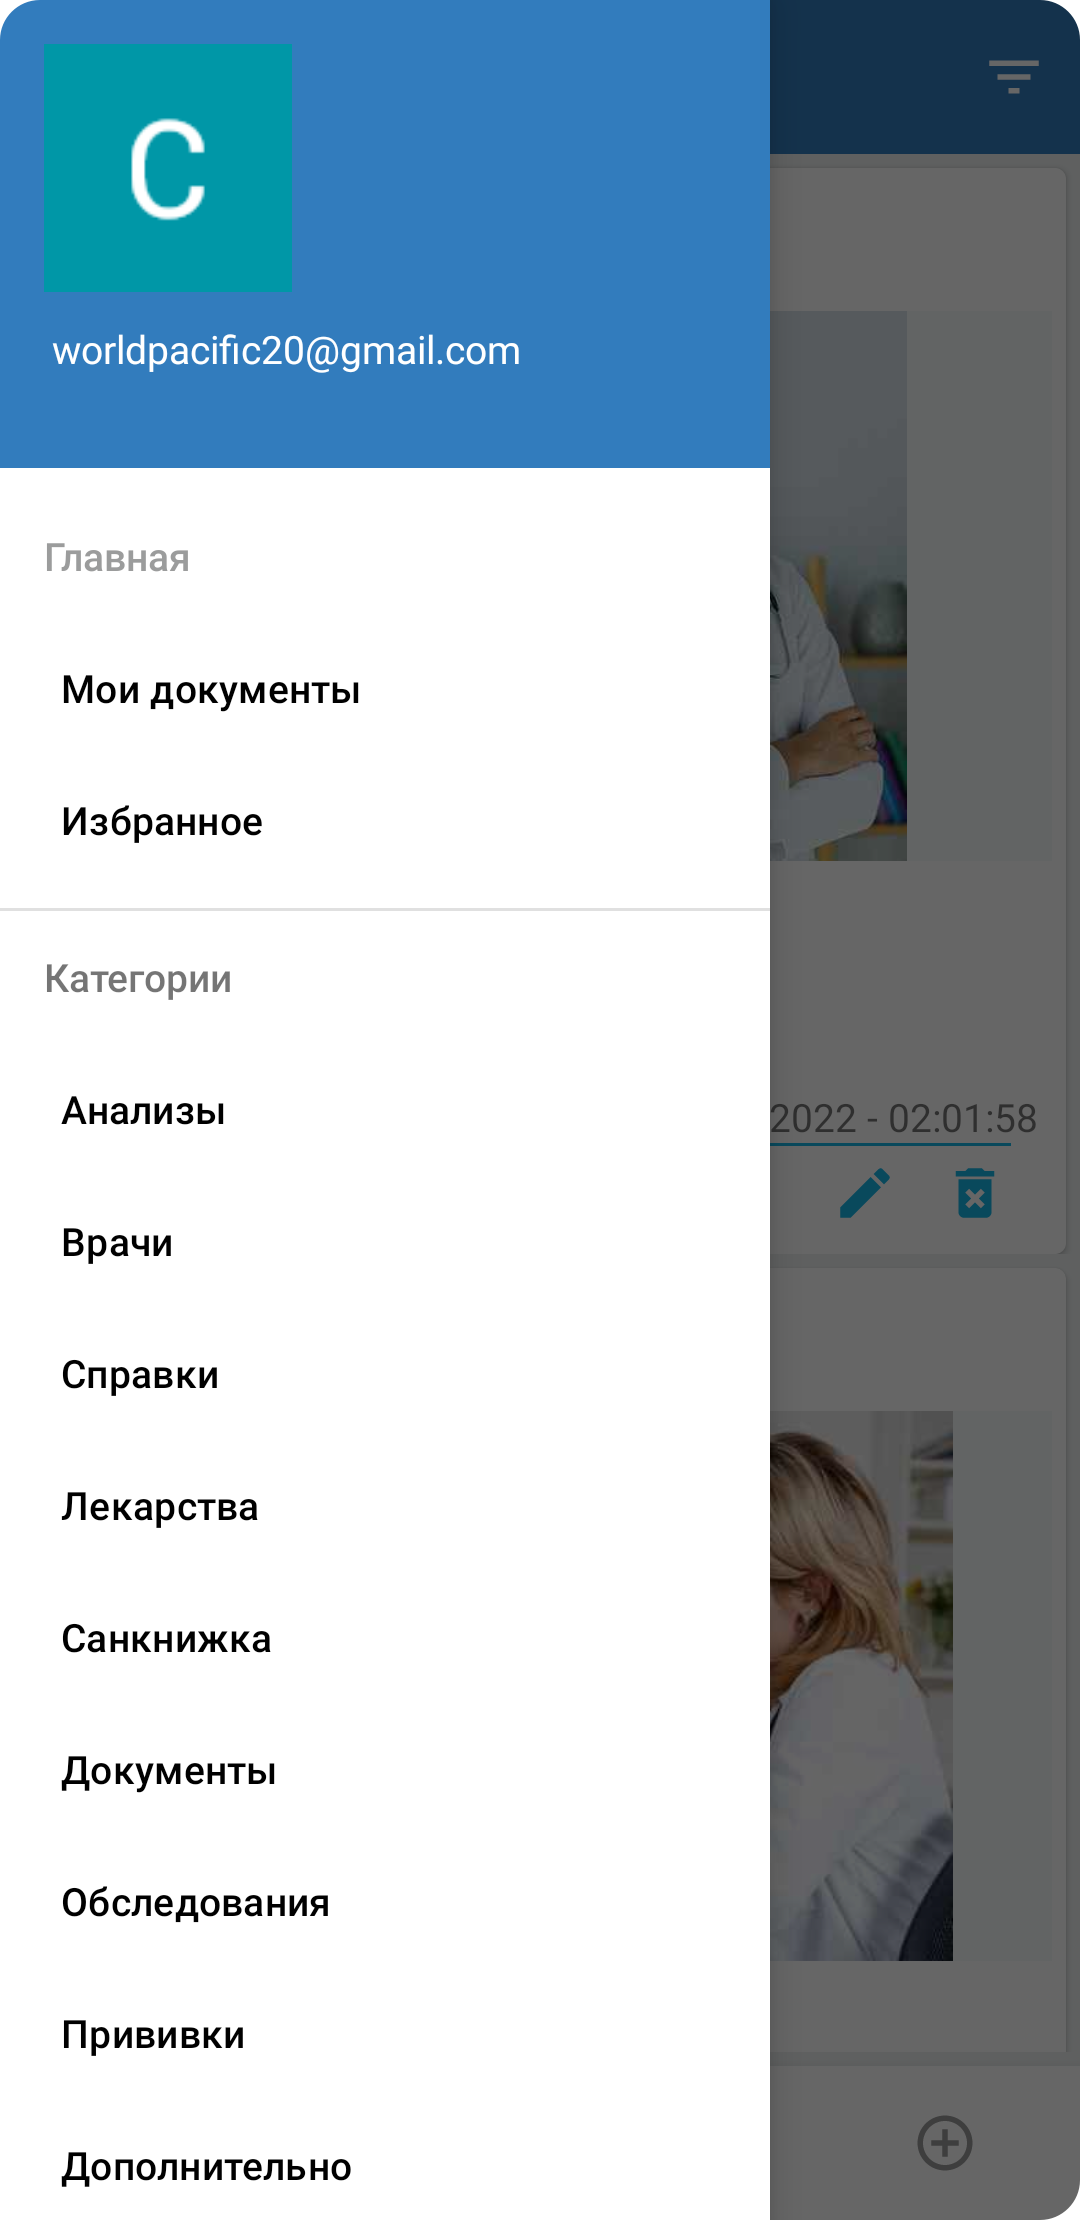 C
worldpacific20@gmail.com
Главная
Мои документы
Избранное
Категории
Анализы
2022 - 02:01:58
Врачи
Справки
Лекарства
Санкнижка
Документы
Обследования
Прививки
Дополнительно